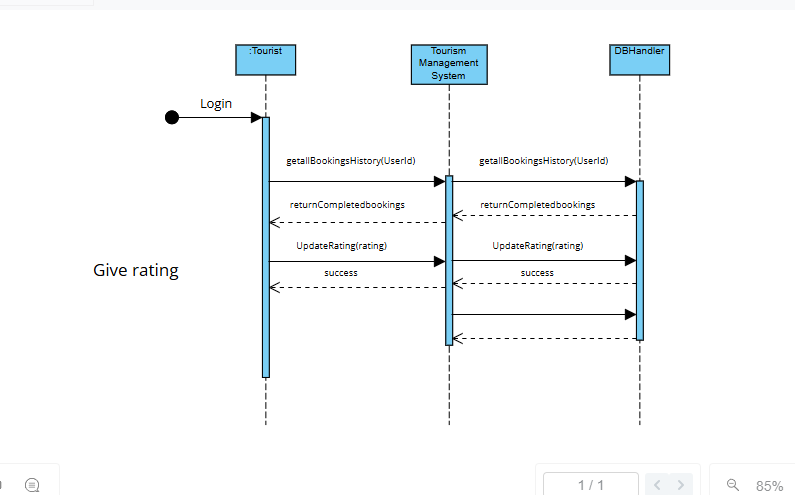 :Tourist
Tourism
Management
System
DBHandler
Login
getallBookingsHistory(UserId)
getallBookingsHistory(UserId)
returnCompletedbookings
returnCompletedbookings
UpdateRating(rating)
UpdateRating(rating)
Give rating
success
success
1 / 1
85%